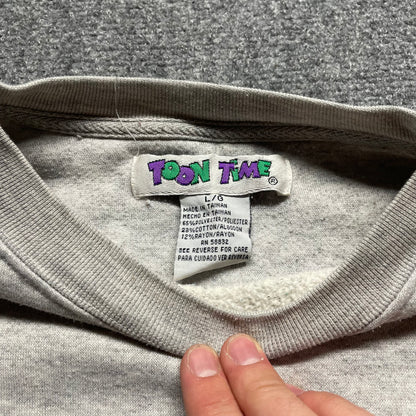 TOON TIME ®
L/G
MADE IN TAIWAN
HECHO EN TAIWAN
65%POLYESTER/POLIESTER
23%COTTON/ALGODON
12%RAYON/RAYON
RN 58832
SEE REVERSE FOR CARE
PARA CUIDADO VER REVERSA